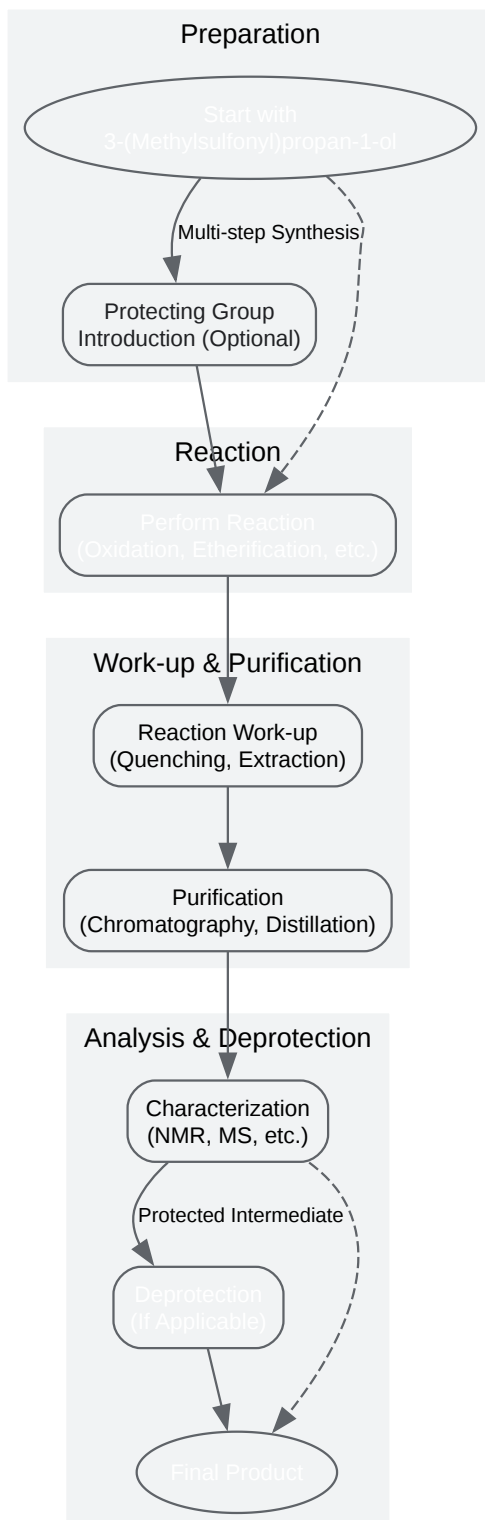 Preparation
Start with
3-(Methylsulfonyl)propan-1-ol
Multi-step Synthesis
Protecting Group
Introduction (Optional)
Reaction
Perform Reaction
(Oxidation, Etherification, etc.)
Work-up & Purification
Reaction Work-up
(Quenching, Extraction)
Purification
(Chromatography, Distillation)
Analysis & Deprotection
Characterization
(NMR, MS, etc.)
Protected Intermediate
Deprotection
(If Applicable)
Final Product